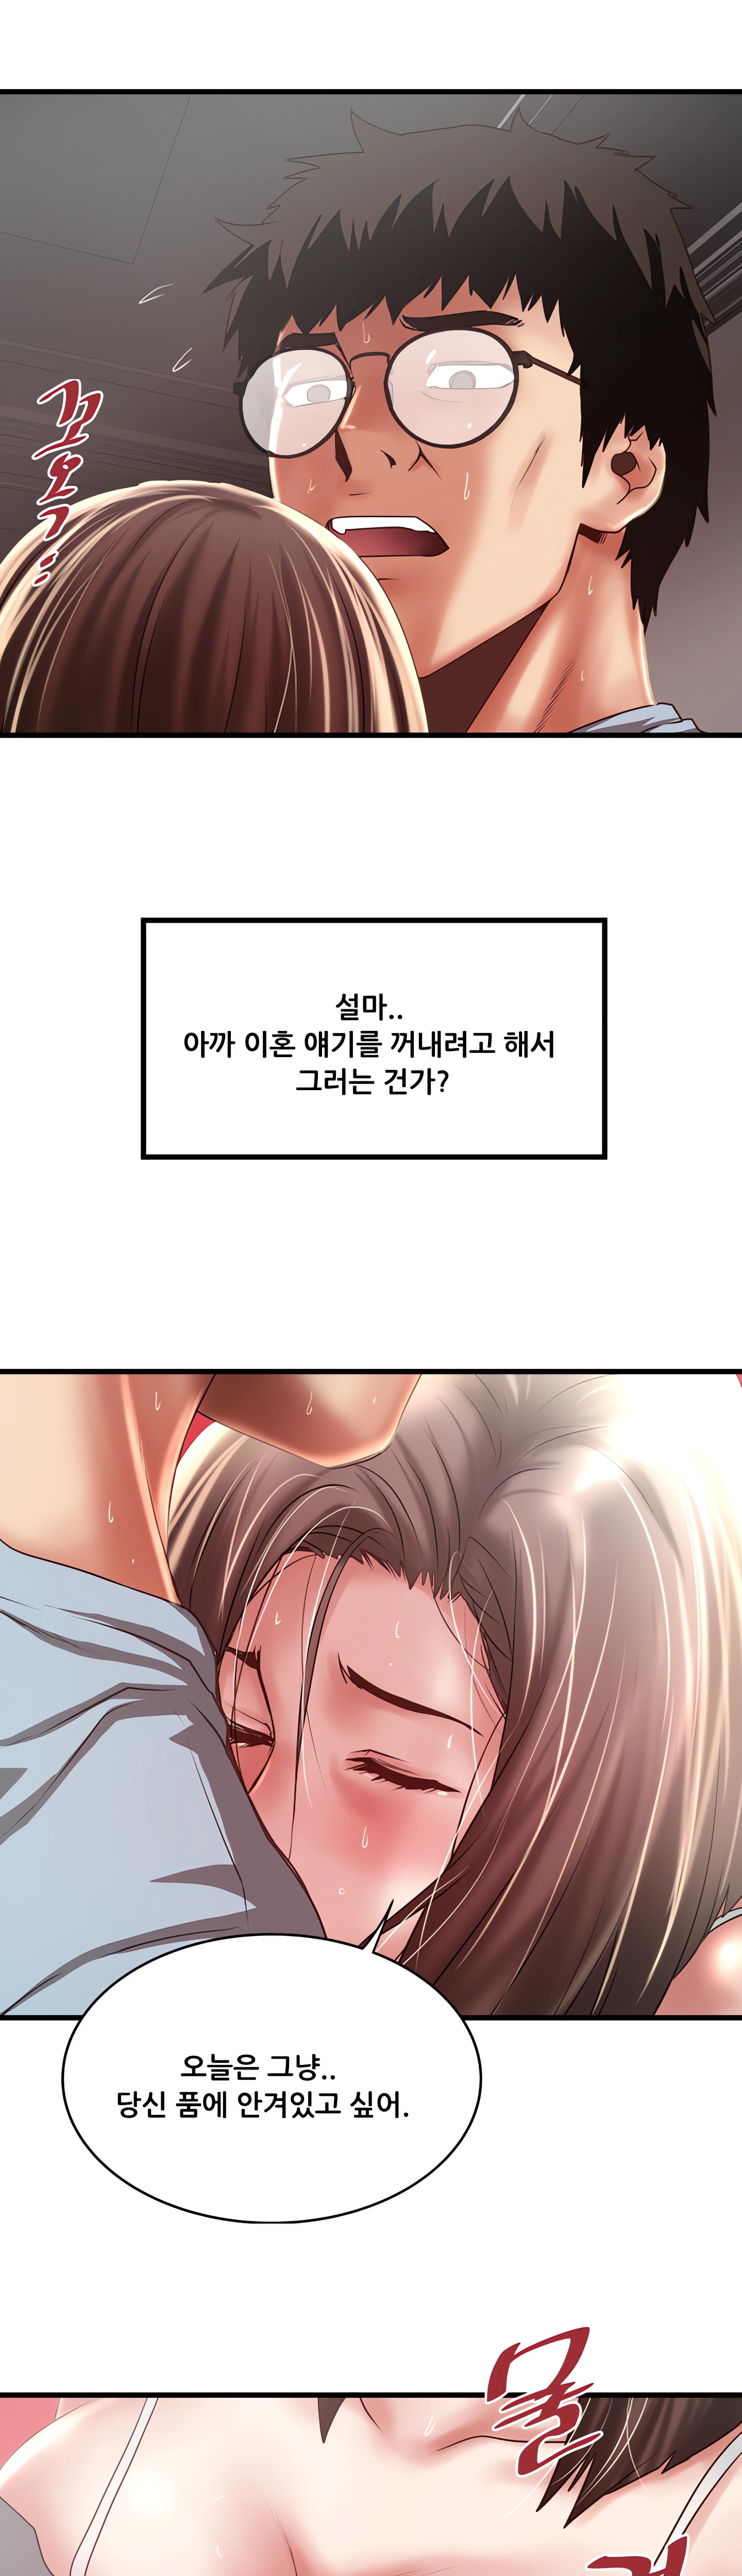 꼬옥..
설마..
아까 이혼 얘기를 꺼내려고 해서
그러는 건가?
오늘은 그냥..
당신 품에 안겨있고 싶어.
물